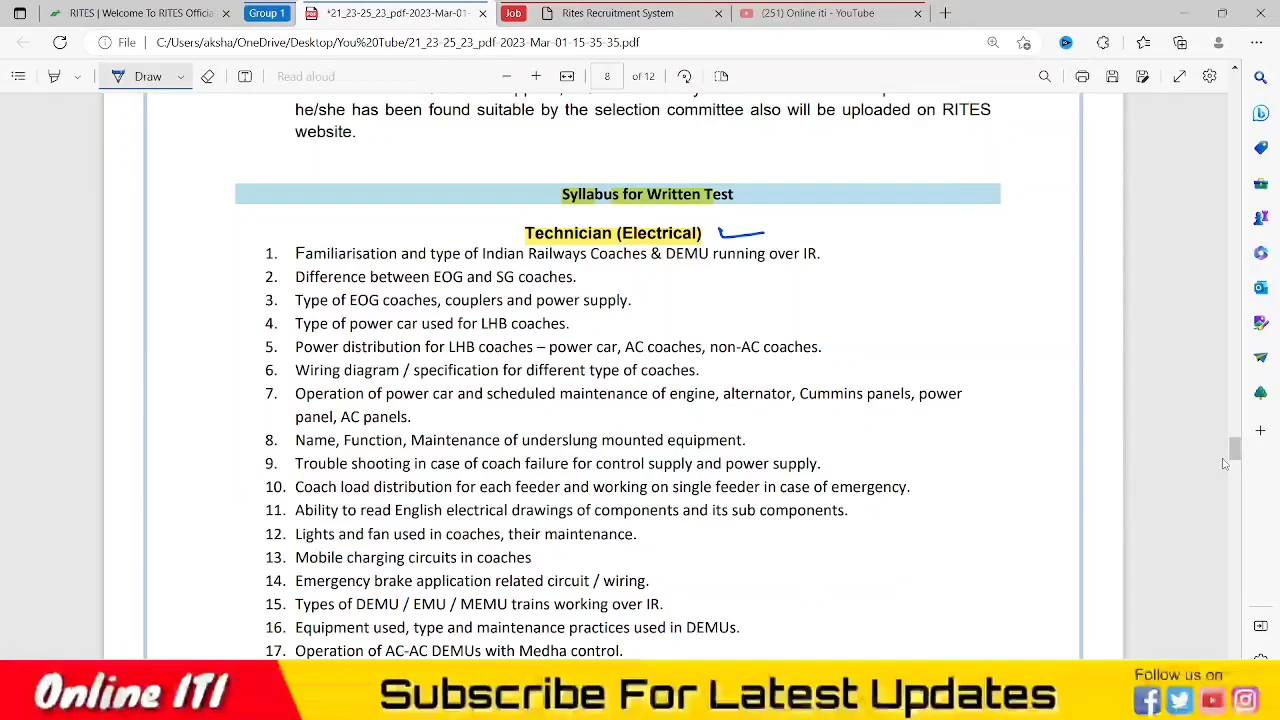 RITES | Welcome To RITES Officia
Group 1
*21_23-25_23_pdf-2023-Mar-01-
Job
Rites Recruitment System
(251) Online iti - YouTube
File
C:/Users/aksha/OneDrive/Desktop/You%20Tube/21_23-25_23_pdf-2023-Mar-01-15-35-35.pdf
Draw
Read aloud
8
of 12
he/she has been found suitable by the selection committee also will be uploaded on RITES
website.
Syllabus for Written Test
Technician (Electrical)
1. Familiarisation and type of Indian Railways Coaches & DEMU running over IR.
2. Difference between EOG and SG coaches.
3. Type of EOG coaches, couplers and power supply.
4. Type of power car used for LHB coaches.
5. Power distribution for LHB coaches – power car, AC coaches, non-AC coaches.
6. Wiring diagram / specification for different type of coaches.
7. Operation of power car and scheduled maintenance of engine, alternator, Cummins panels, power
panel, AC panels.
8. Name, Function, Maintenance of underslung mounted equipment.
9. Trouble shooting in case of coach failure for control supply and power supply.
10. Coach load distribution for each feeder and working on single feeder in case of emergency.
11. Ability to read English electrical drawings of components and its sub components.
12. Lights and fan used in coaches, their maintenance.
13. Mobile charging circuits in coaches
14. Emergency brake application related circuit / wiring.
15. Types of DEMU / EMU / MEMU trains working over IR.
16. Equipment used, type and maintenance practices used in DEMUs.
17. Operation of AC-AC DEMUs with Medha control.
Online ITI
Subscribe For Latest Updates
Follow us on